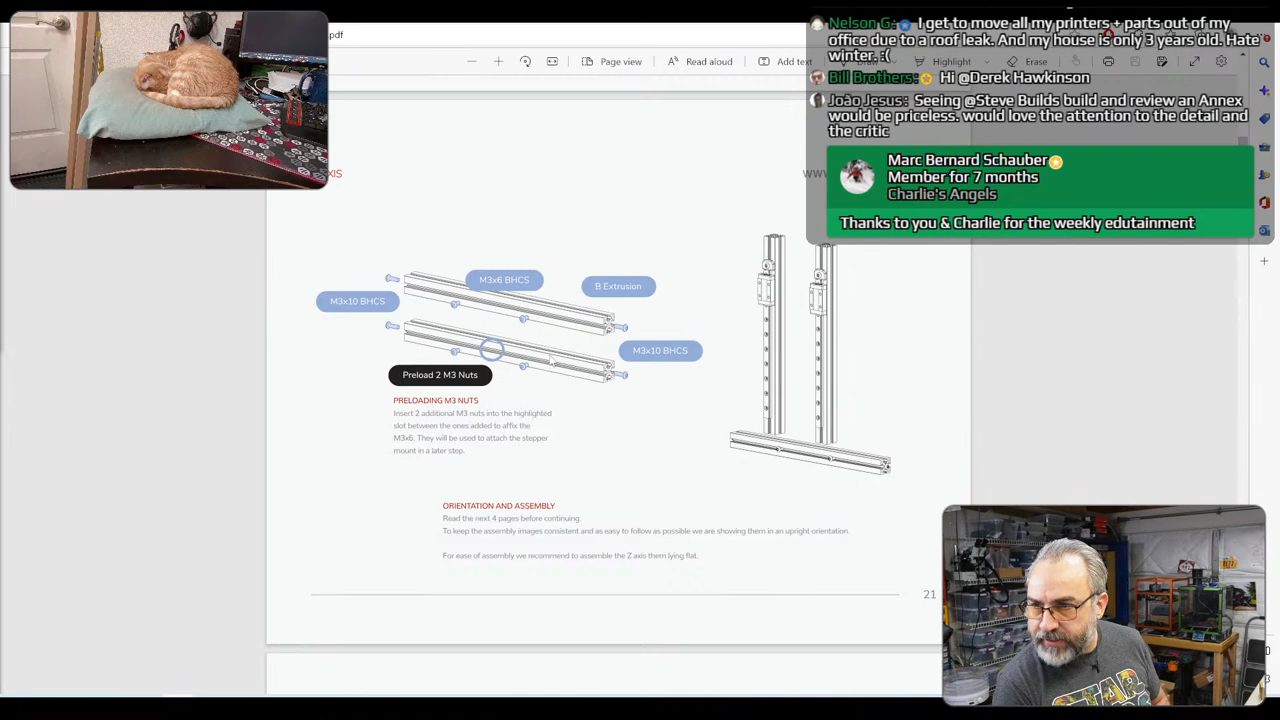 .pdf
Page view
Read aloud
Add text
Highlight
Erase
XIS
WWW
M3x6 BHCS
B Extrusion
M3x10 BHCS
M3x10 BHCS
Preload 2 M3 Nuts
PRELOADING M3 NUTS
Insert 2 additional M3 nuts into the highlighted
slot between the ones added to affix the
M3x6. They will be used to attach the stepper
mount in a later step.
ORIENTATION AND ASSEMBLY
Read the next 4 pages before continuing.
To keep the assembly images consistent and as easy to follow as possible we are showing them in an upright orientation.
For ease of assembly we recommend to assemble the Z axis them lying flat.
21
Nelson G.: I get to move all my printers + parts out of my
office due to a roof leak. And my house is only 3 years old. Hate
winter. :(
Bill Brothers: Hi @Derek Hawkinson
João Jesus: Seeing @Steve Builds build and review an Annex
would be priceless. would love the attention to the detail and
the critic
Marc Bernard Schauber
Member for 7 months
Charlie's Angels
Thanks to you & Charlie for the weekly edutainment
STAR